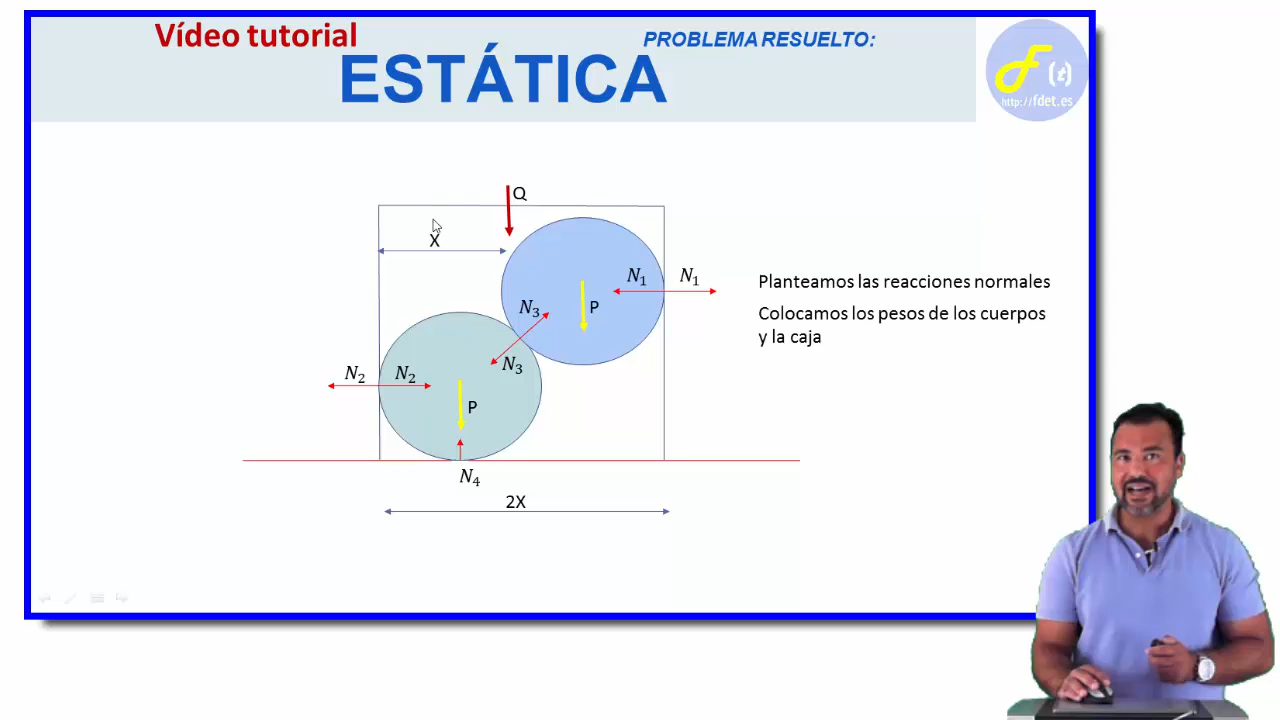 Vídeo tutorial
PROBLEMA RESUELTO:
ESTÁTICA
F(t)
http://fdet.es
Q
X
N₁ N₁
N₃ P
N₃
N₂ N₂
P
N₄
2X
Planteamos las reacciones normales
Colocamos los pesos de los cuerpos
y la caja